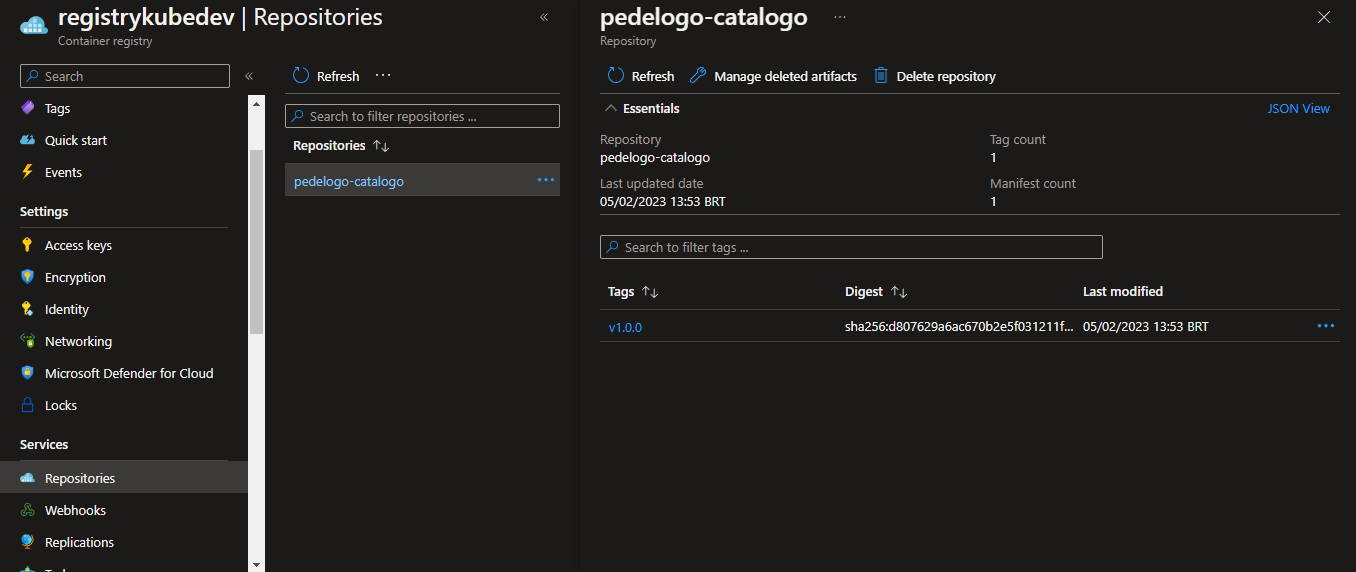 registrykubedev | Repositories
Container registry
Search
Tags
Quick start
Events
Settings
Access keys
Encryption
Identity
Networking
Microsoft Defender for Cloud
Locks
Services
Repositories
Webhooks
Replications
Refresh ...
Search to filter repositories ...
Repositories
pedelogo-catalogo ...
pedelogo-catalogo ...
Repository
Refresh Manage deleted artifacts Delete repository
Essentials JSON View
Repository Tag count
pedelogo-catalogo 1
Last updated date Manifest count
05/02/2023 13:53 BRT 1
Search to filter tags ...
Tags Digest Last modified
v1.0.0 sha256:d807629a6ac670b2e5f031211f... 05/02/2023 13:53 BRT ...